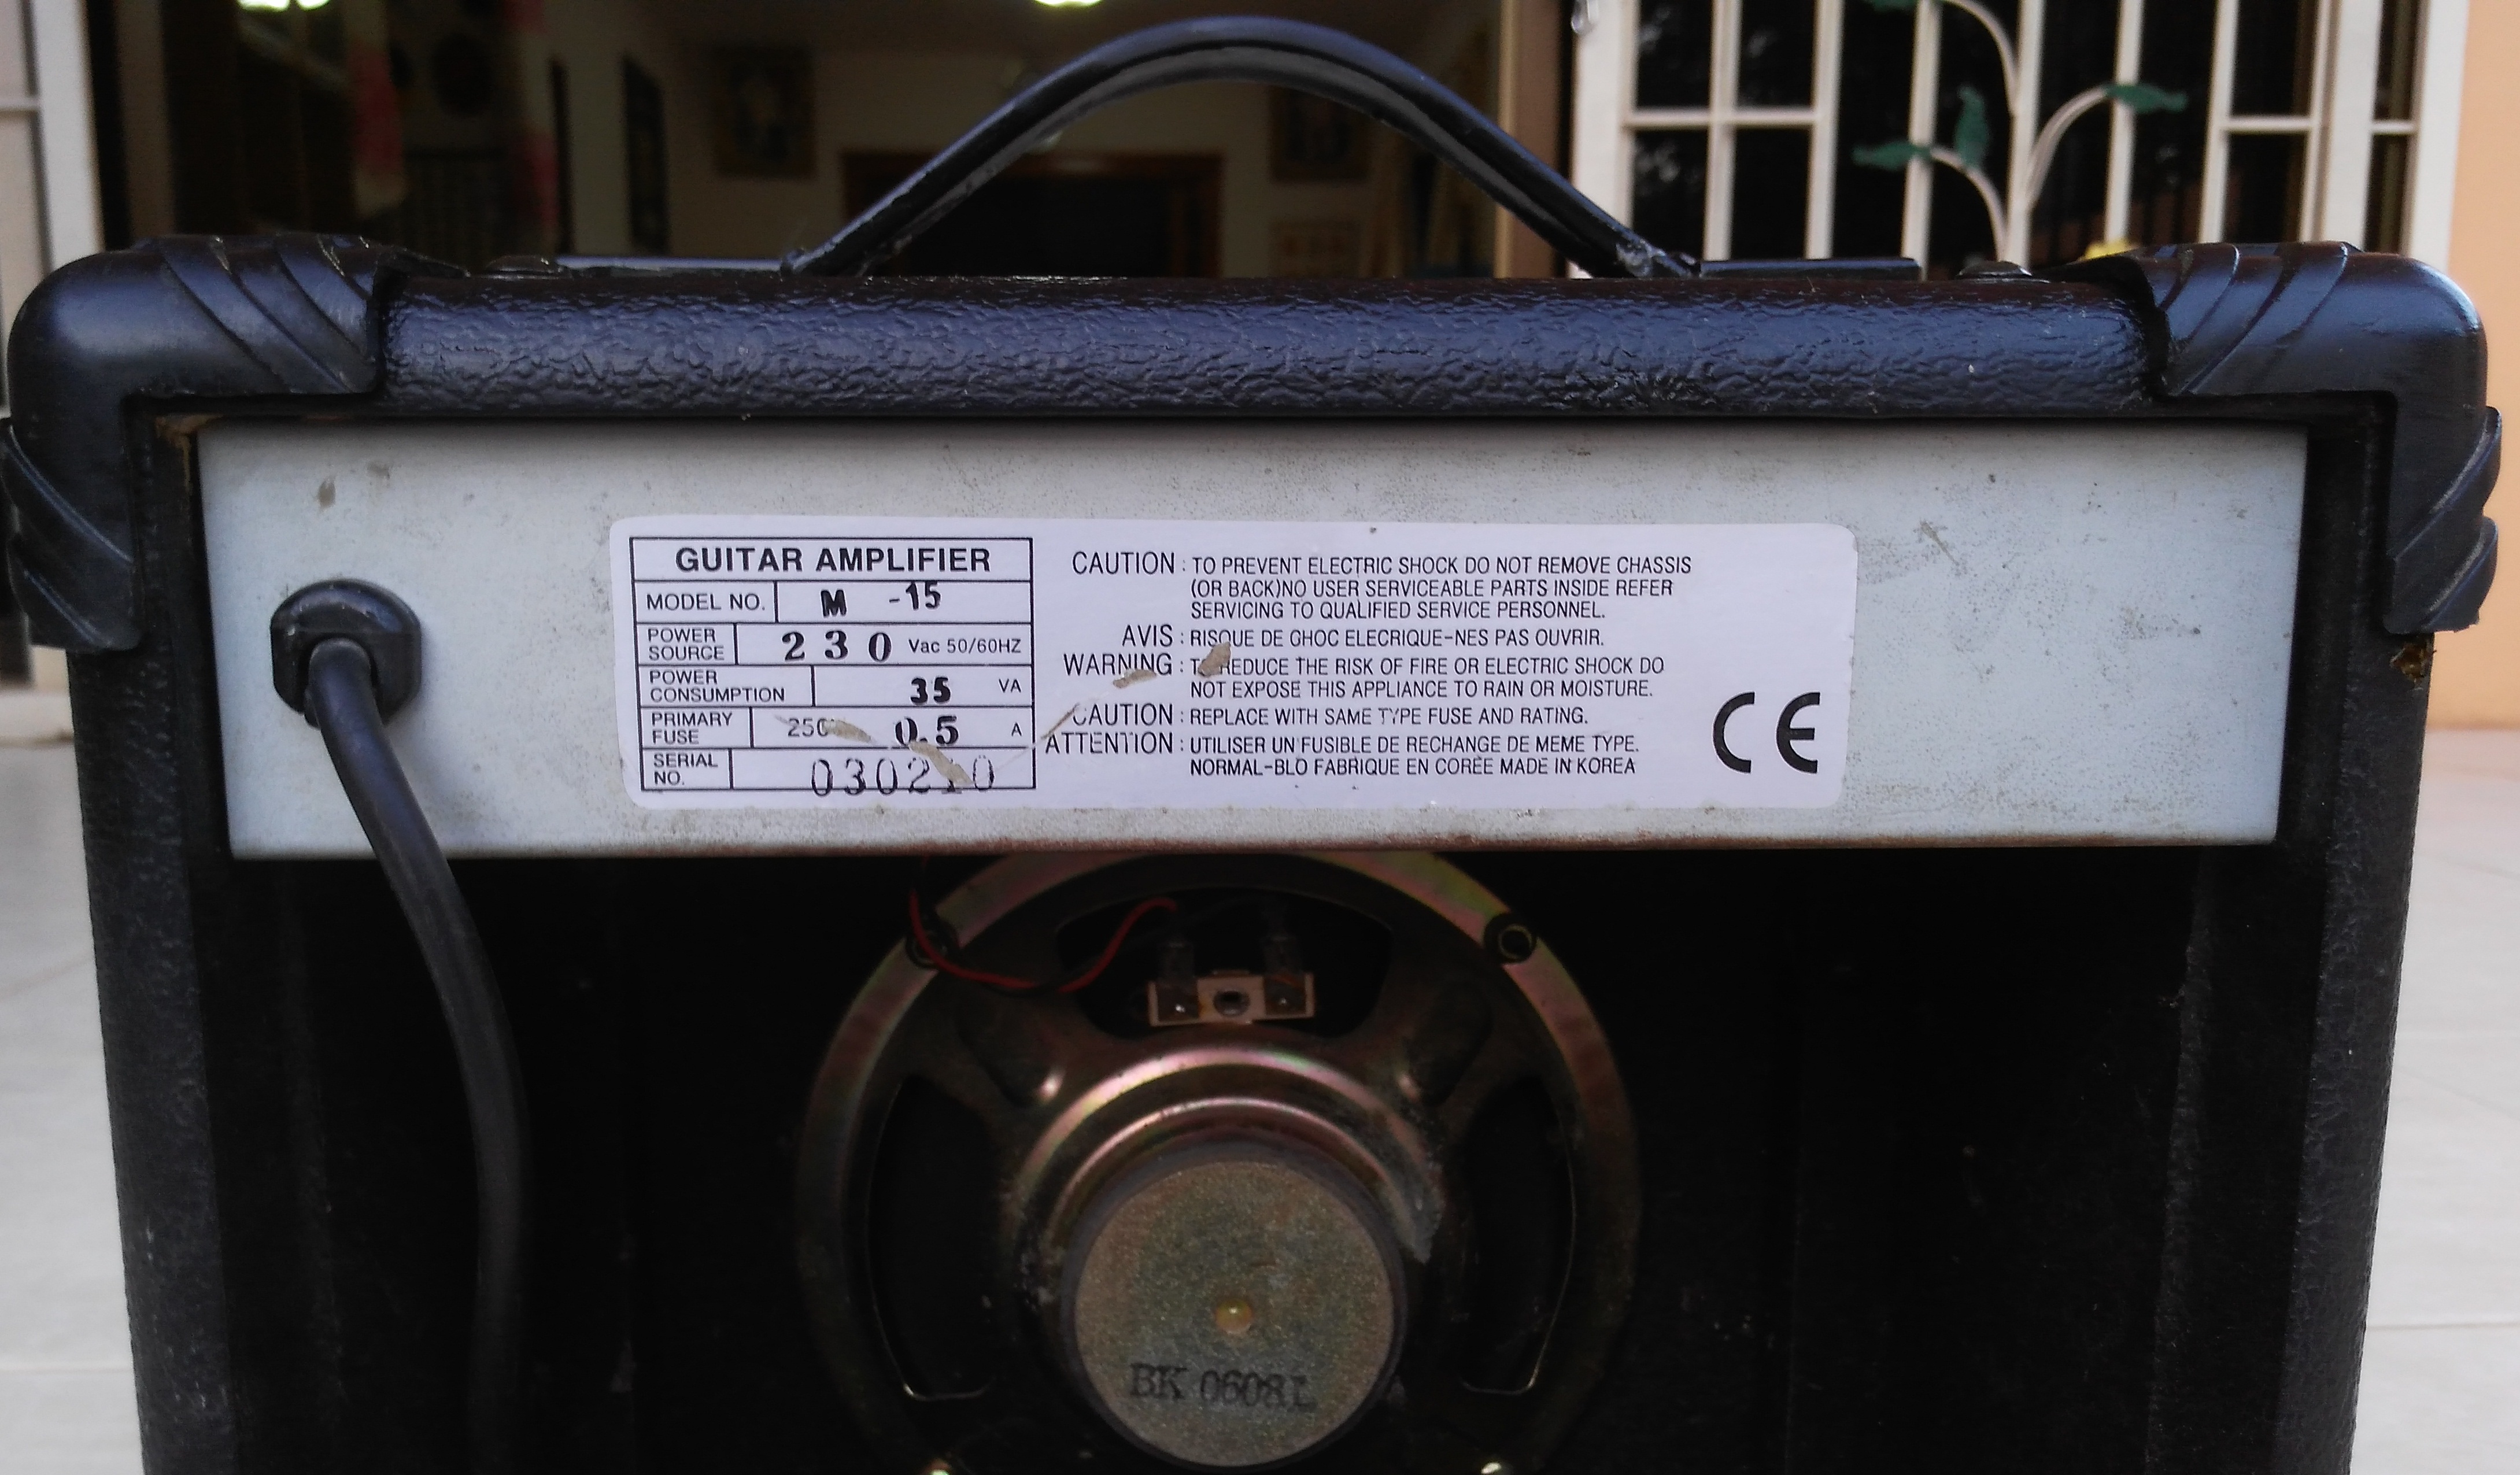 GUITAR AMPLIFIER
MODEL NO. M -15
POWER SOURCE 230 Vac 50/60HZ
POWER CONSUMPTION 35 VA
PRIMARY FUSE 0.5 A
SERIAL NO.
CAUTION : TO PREVENT ELECTRIC SHOCK DO NOT REMOVE CHASSIS
(OR BACK)NO USER SERVICEABLE PARTS INSIDE REFER
SERVICING TO QUALIFIED SERVICE PERSONNEL.
AVIS : RISQUE DE GHOC ELECRIQUE-NES PAS OUVRIR.
WARNING : TO REDUCE THE RISK OF FIRE OR ELECTRIC SHOCK DO
NOT EXPOSE THIS APPLIANCE TO RAIN OR MOISTURE.
CAUTION : REPLACE WITH SAME TYPE FUSE AND RATING.
ATTENTION : UTILISER UN FUSIBLE DE RECHANGE DE MEME TYPE.
NORMAL-BLO FABRIQUE EN CORÉE MADE IN KOREA
CE
BK 0608L